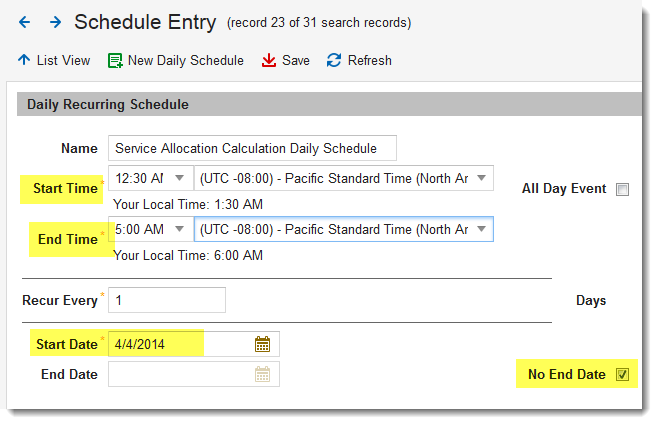 Schedule Entry (record 23 of 31 search records)
List View New Daily Schedule Save Refresh
Daily Recurring Schedule
Name Service Allocation Calculation Daily Schedule
Start Time * 12:30 AM (UTC -08:00) - Pacific Standard Time (North Ar All Day Event
Your Local Time: 1:30 AM
End Time * 5:00 AM (UTC -08:00) - Pacific Standard Time (North Ar
Your Local Time: 6:00 AM
Recur Every * 1 Days
Start Date * 4/4/2014
End Date No End Date